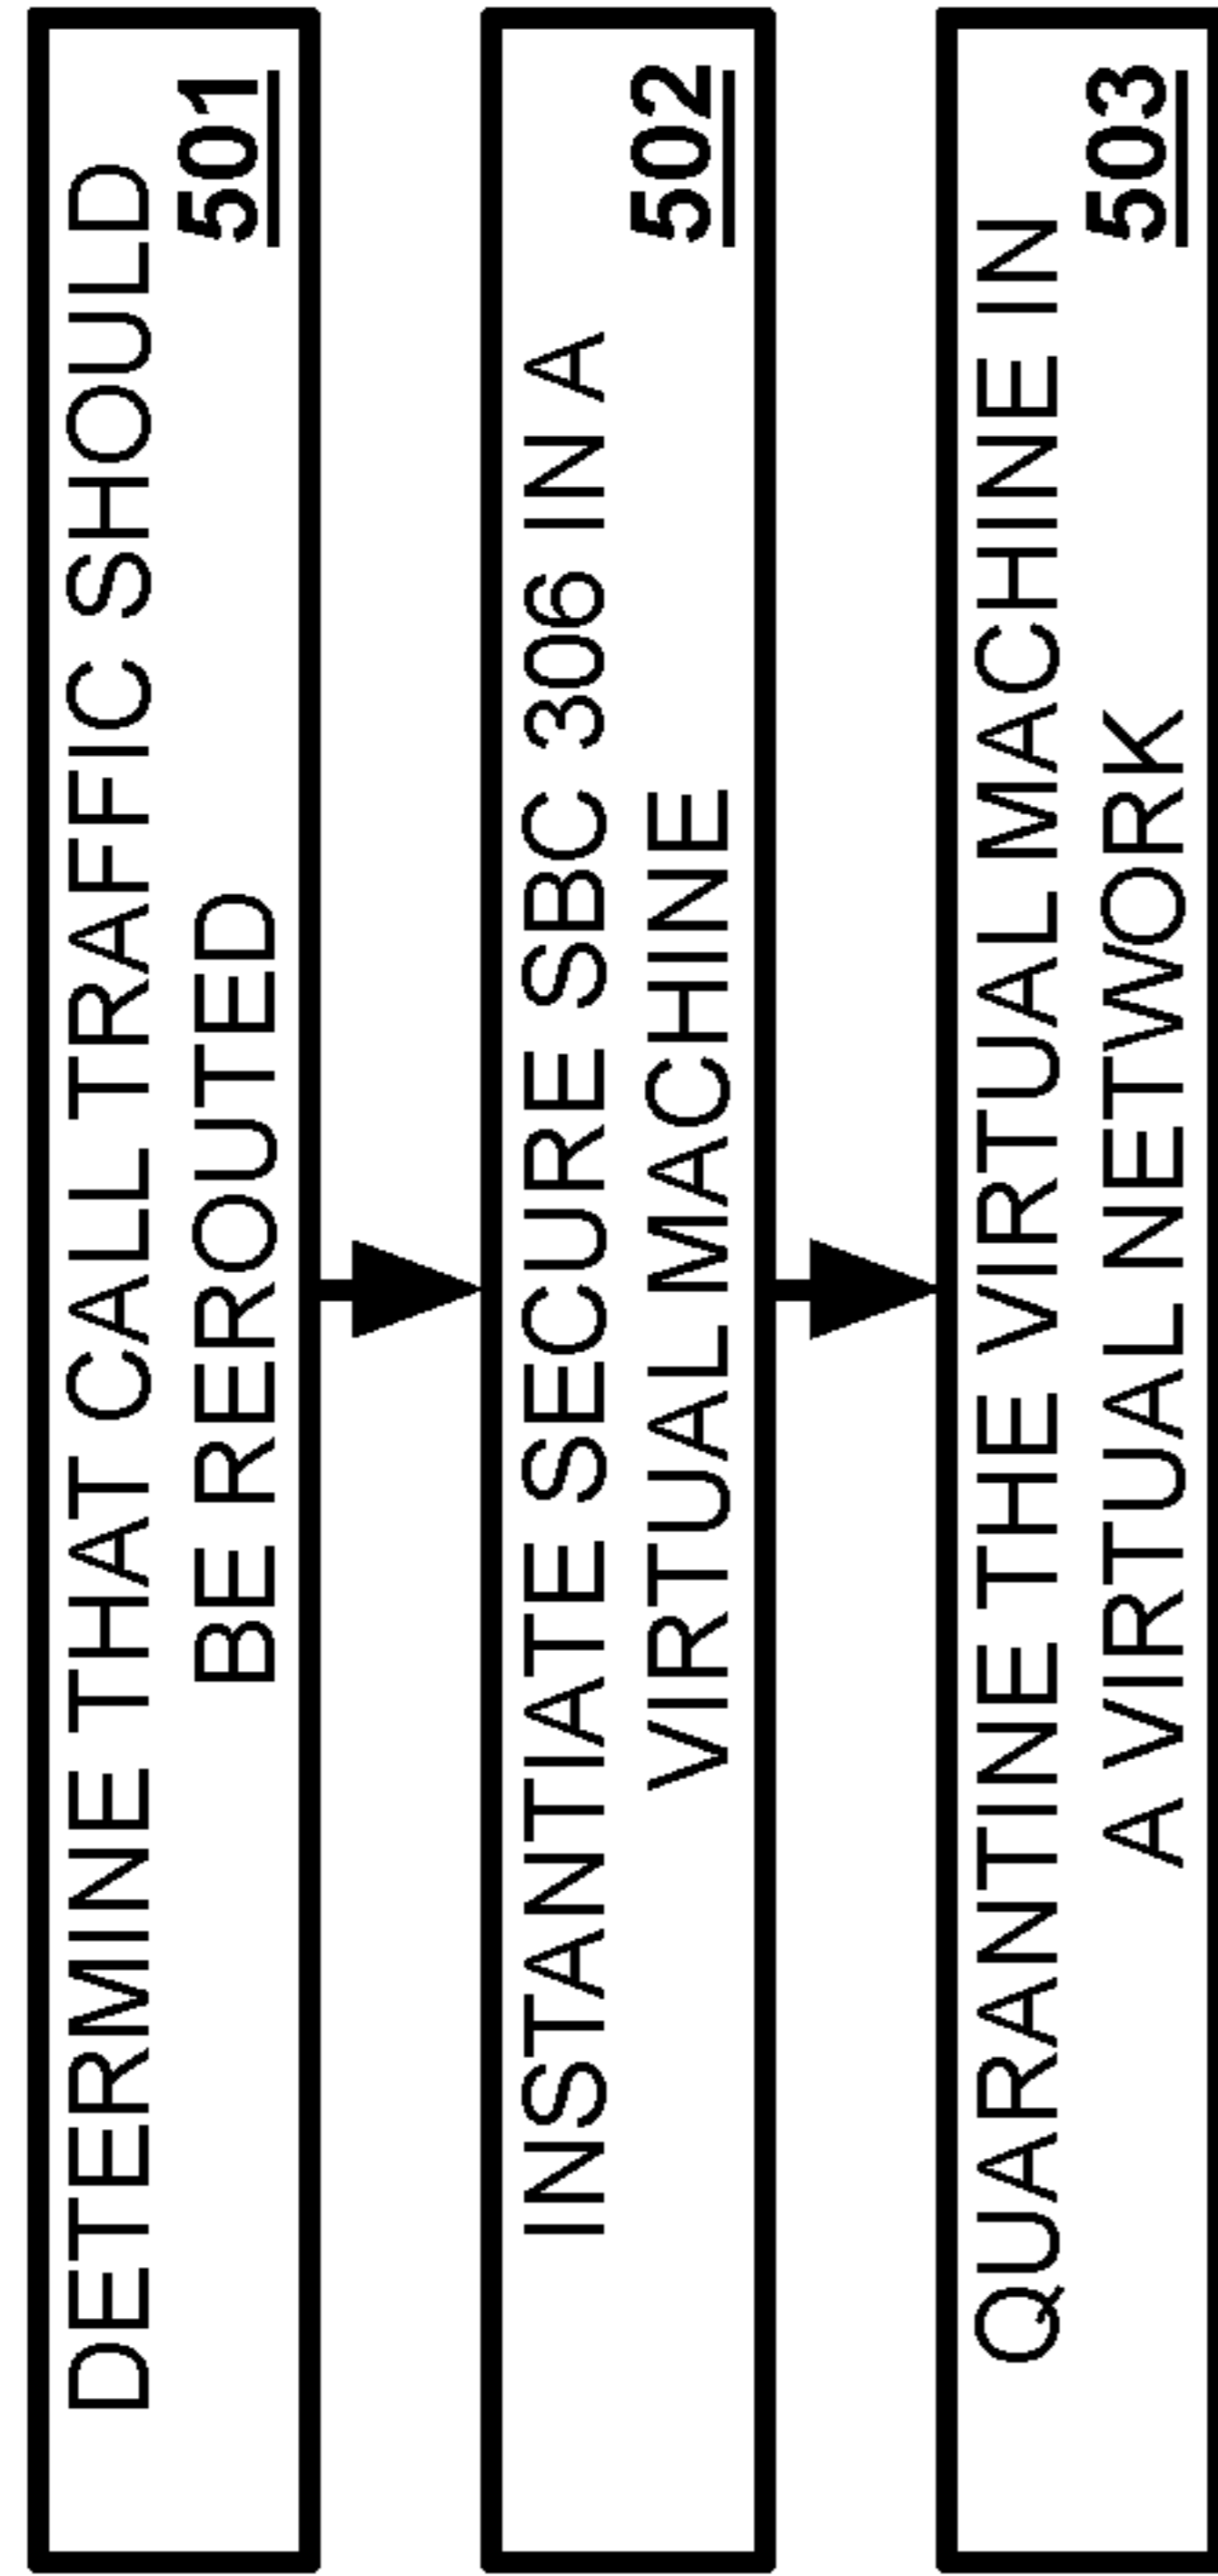 DETERMINE THAT CALL TRAFFIC SHOULD
BE REROUTED
501
INSTANTIATE SECURE SBC 306 IN A
VIRTUAL MACHINE
502
QUARANTINE THE VIRTUAL MACHINE IN
A VIRTUAL NETWORK
503